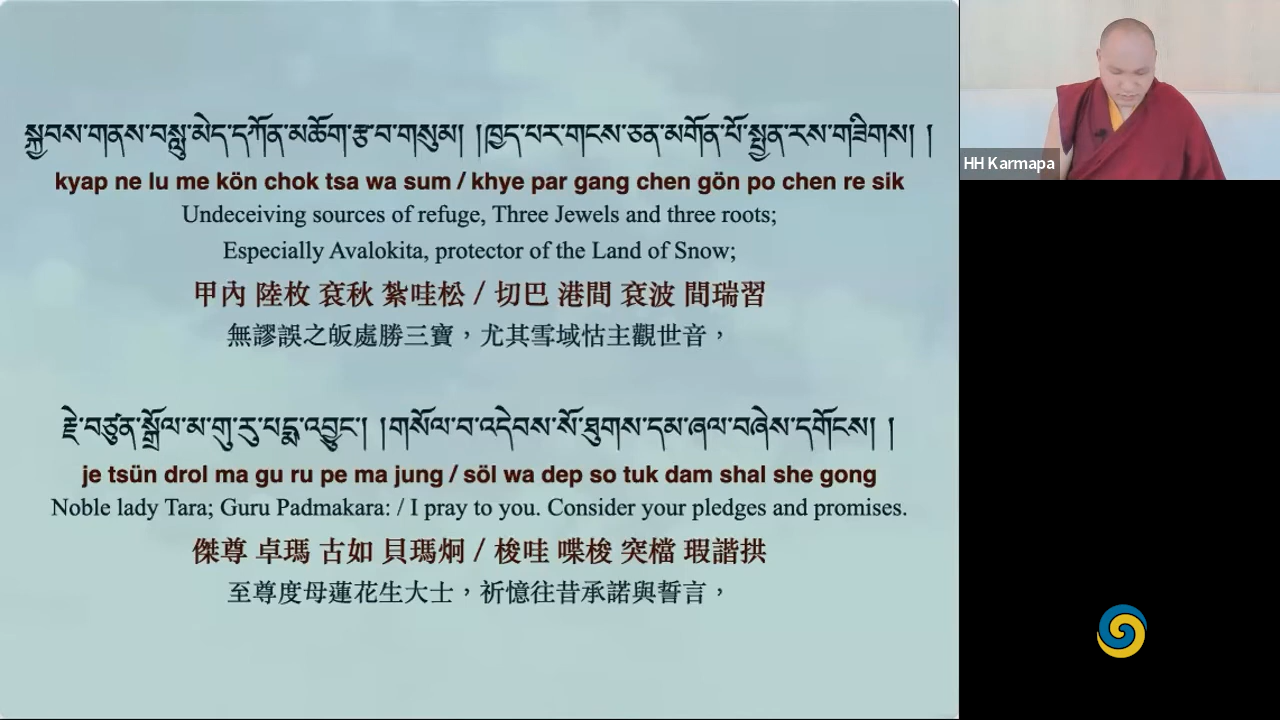 སྐྱབས་གནས་བསླུ་མེད་དཀོན་མཆོག་རྩ་བ་གསུམ། །ཁྱད་པར་གངས་ཅན་མགོན་པོ་སྤྱན་རས་གཟིགས། །
kyap ne lu me kön chok tsa wa sum / khye par gang chen gön po chen re sik
Undeceiving sources of refuge, Three Jewels and three roots;
Especially Avalokita, protector of the Land of Snow;
甲內 陸枚 袞秋 紮哇松 / 切巴 港間 袞波 間瑞習
無謬誤之皈處勝三寶，尤其雪域怙主觀世音，
རྗེ་བཙུན་སྒྲོལ་མ་གུ་རུ་པདྨ་འབྱུང་། །གསོལ་བ་འདེབས་སོ་ཐུགས་དམ་ཞལ་བཞེས་དགོངས། །
je tsün drol ma gu ru pe ma jung / söl wa dep so tuk dam shal she gong
Noble lady Tara; Guru Padmakara: / I pray to you. Consider your pledges and promises.
傑尊 卓瑪 古如 貝瑪炯 / 梭哇 喋梭 突檔 瑕諧拱
至尊度母蓮花生大士，祈憶往昔承諾與誓言，
HH Karmapa